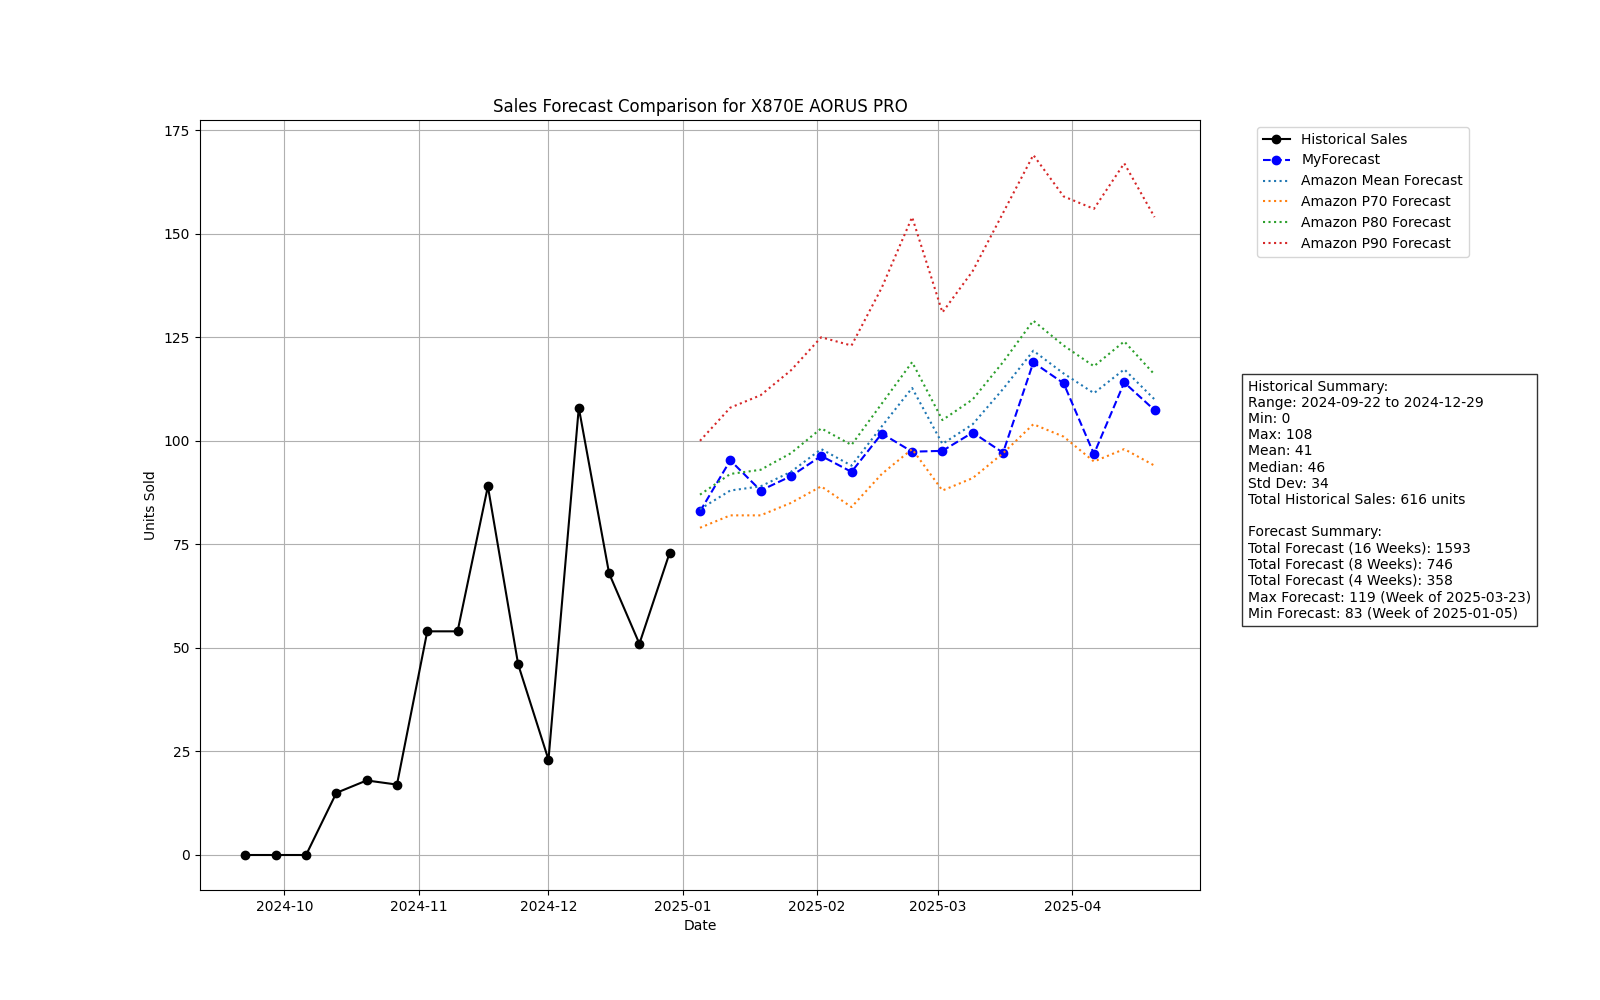 Sales Forecast Comparison for X870E AORUS PRO
175
150
125
100
75
50
25
0
Units Sold
2024-10
2024-11
2024-12
2025-01
2025-02
2025-03
2025-04
Date
Historical Sales
MyForecast
Amazon Mean Forecast
Amazon P70 Forecast
Amazon P80 Forecast
Amazon P90 Forecast
Historical Summary:
Range: 2024-09-22 to 2024-12-29
Min: 0
Max: 108
Mean: 41
Median: 46
Std Dev: 34
Total Historical Sales: 616 units
Forecast Summary:
Total Forecast (16 Weeks): 1593
Total Forecast (8 Weeks): 746
Total Forecast (4 Weeks): 358
Max Forecast: 119 (Week of 2025-03-23)
Min Forecast: 83 (Week of 2025-01-05)